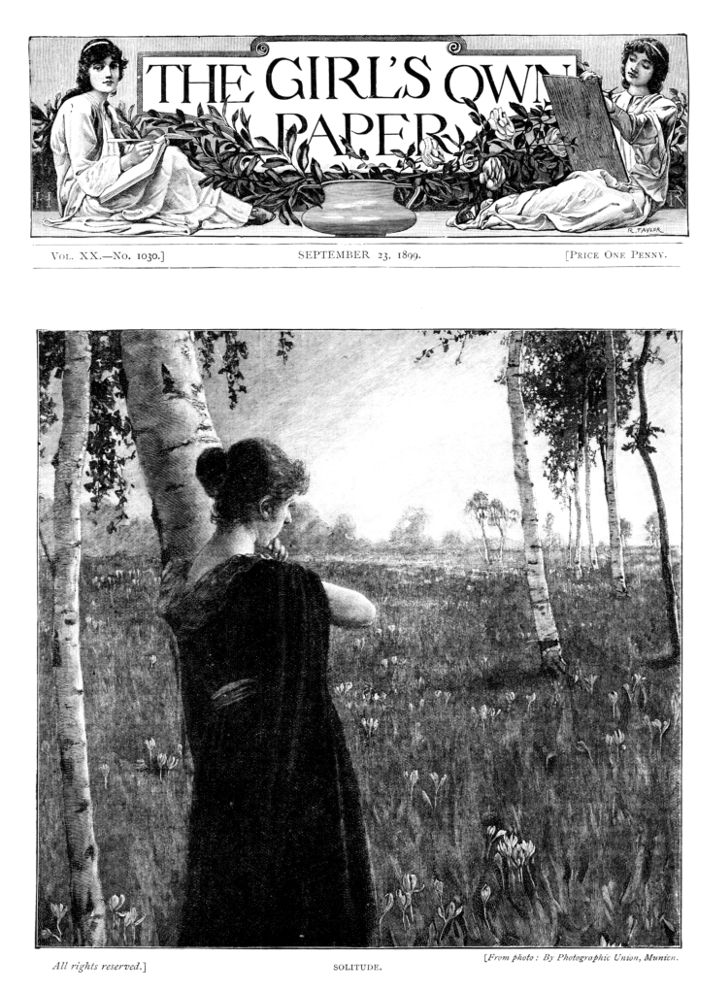 THE GIRL'S OWN
PAPER
R. TAYLOR
Vol. XX.—No. 1030.] SEPTEMBER 23, 1899. [Price One Penny.
[From photo: By Photographic Union, Munich.
All rights reserved.] SOLITUDE.